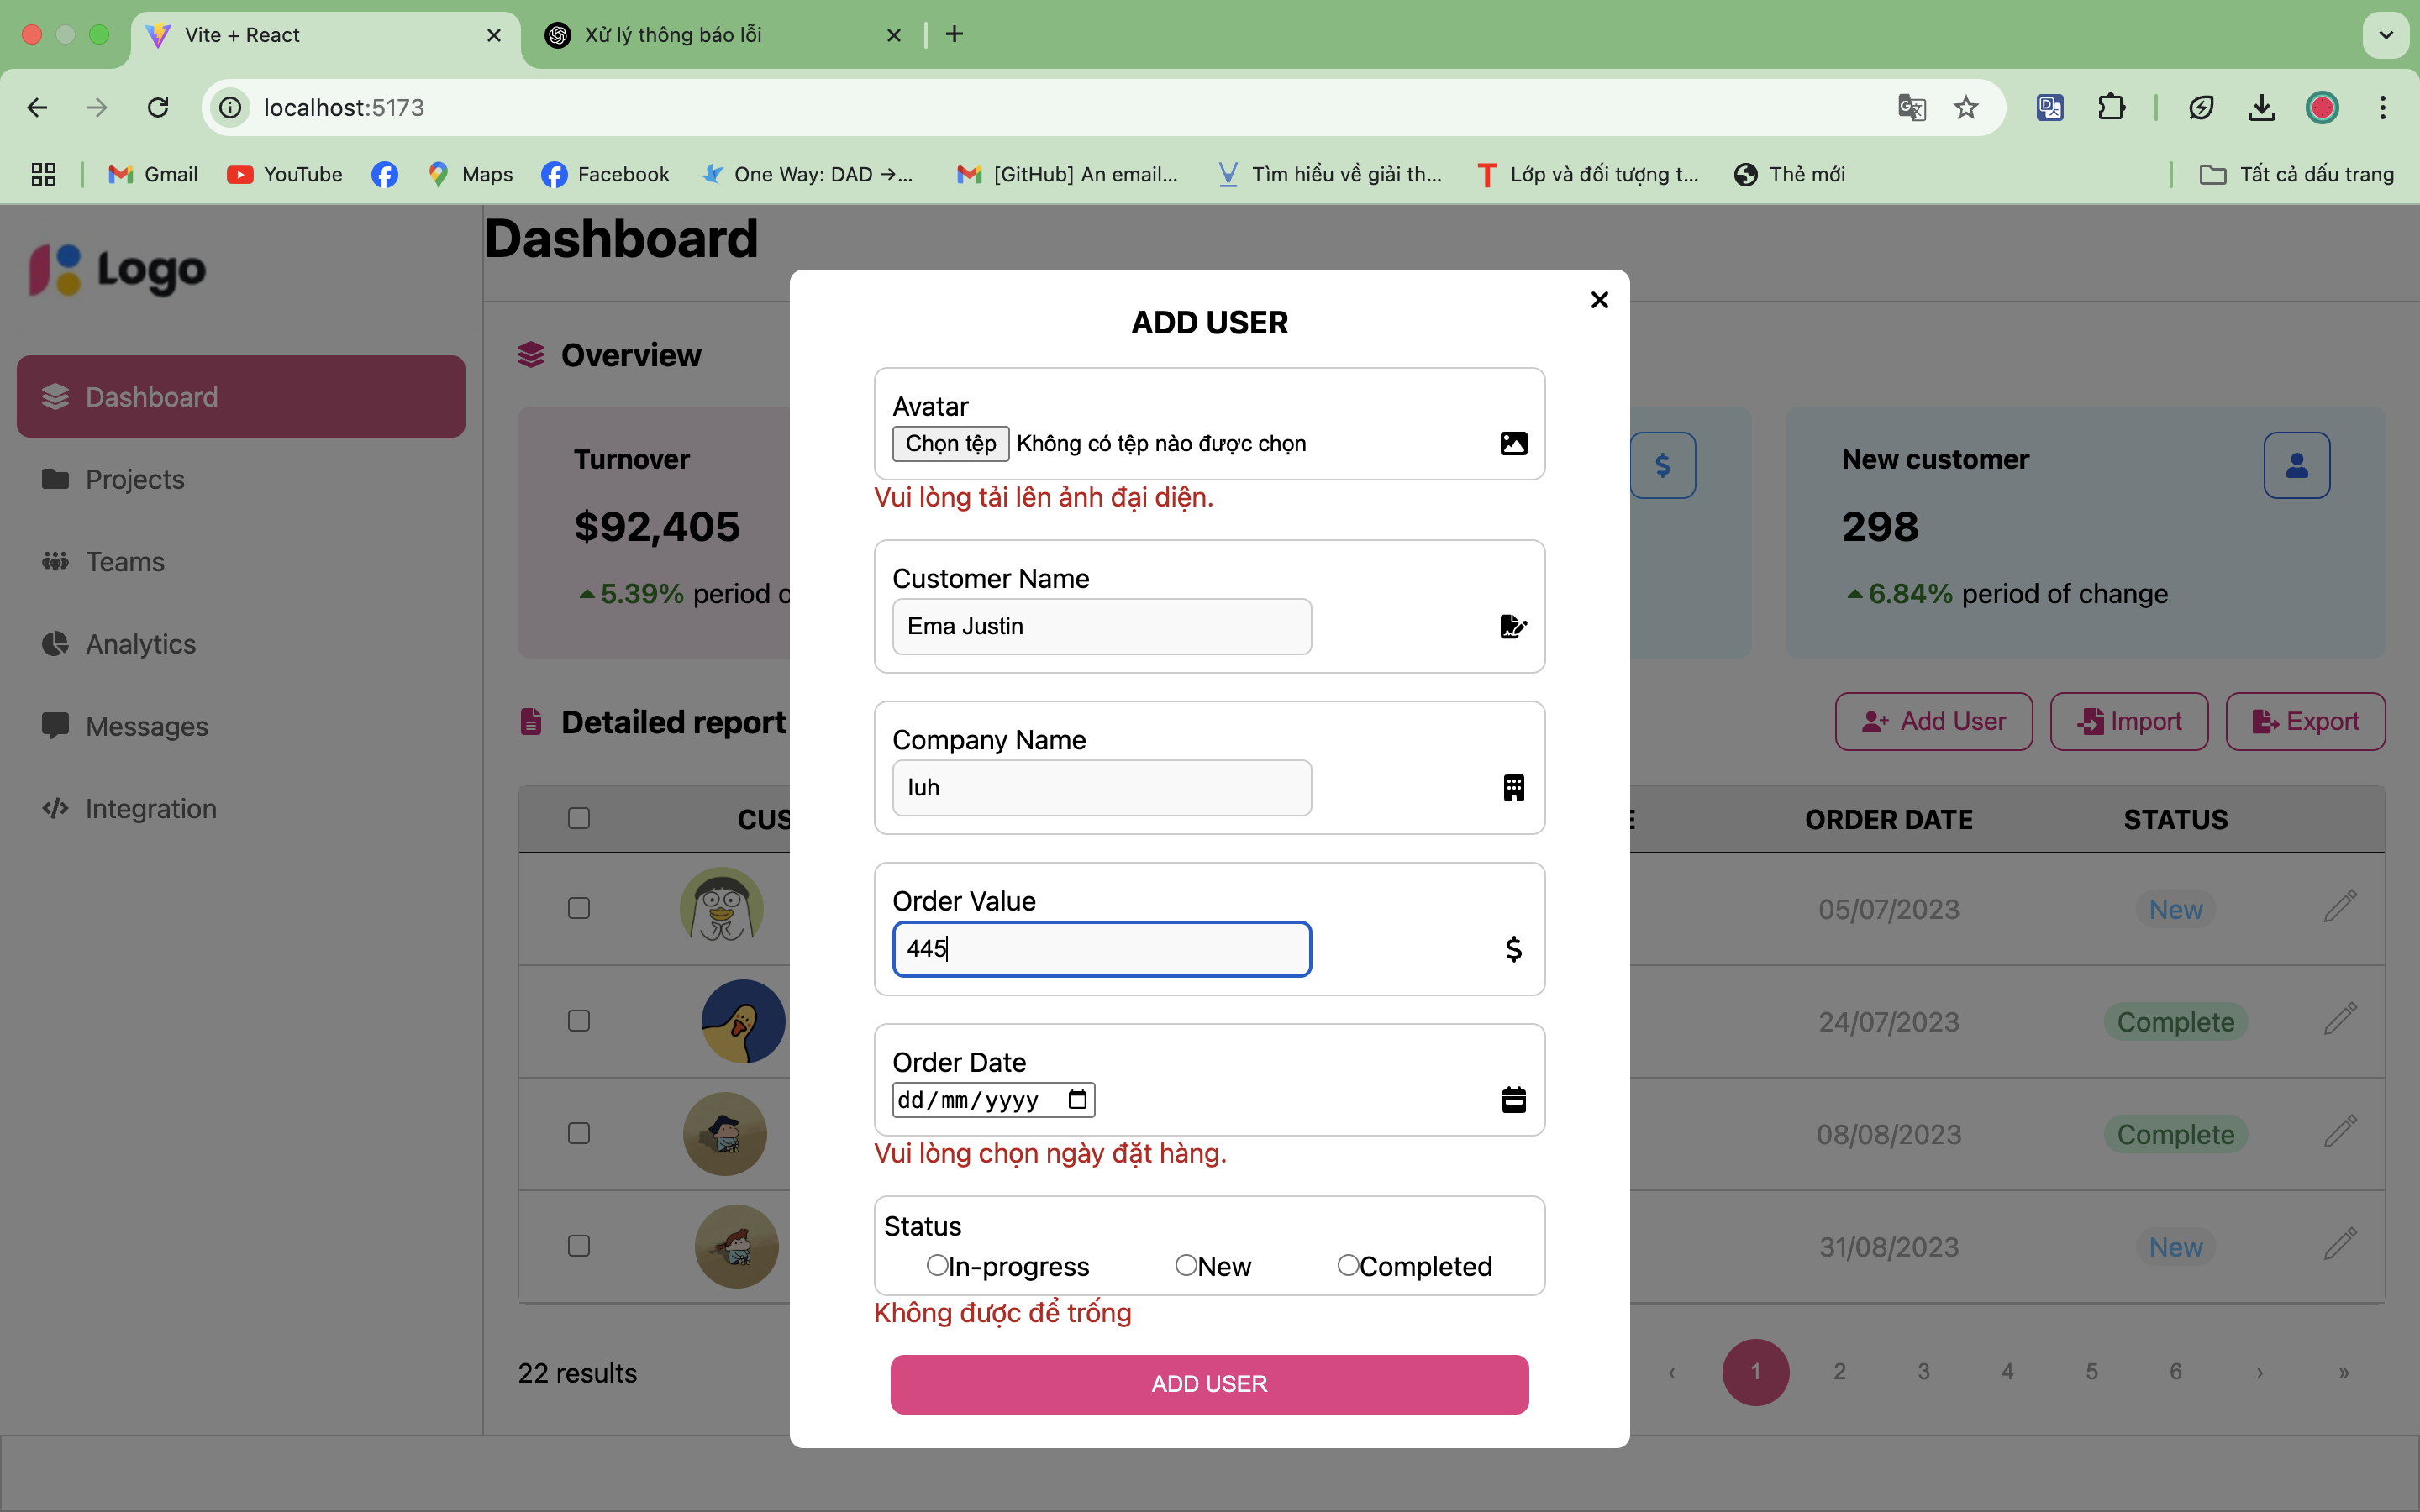 Vite + React
Xử lý thông báo lỗi
localhost:5173
Gmail
YouTube
Maps
Facebook
One Way: DAD →...
[GitHub] An email...
Tìm hiểu về giải th...
Lớp và đối tượng t...
Thẻ mới
Tất cả dấu trang
Logo
Dashboard
Projects
Teams
Analytics
Messages
Integration
Dashboard
Overview
Turnover
$92,405
5.39% period o
$
New customer
298
6.84% period of change
Detailed report
Add User
Import
Export
CUS
E
ORDER DATE
STATUS
05/07/2023
New
24/07/2023
Complete
08/08/2023
Complete
31/08/2023
New
22 results
‹
1
2
3
4
5
6
›
»
ADD USER
Avatar
Chọn tệp Không có tệp nào được chọn
Vui lòng tải lên ảnh đại diện.
Customer Name
Ema Justin
Company Name
Order Value
445
$
Order Date
dd/mm/yyyy
Vui lòng chọn ngày đặt hàng.
Status
In-progress
New
Completed
Không được để trống
ADD USER